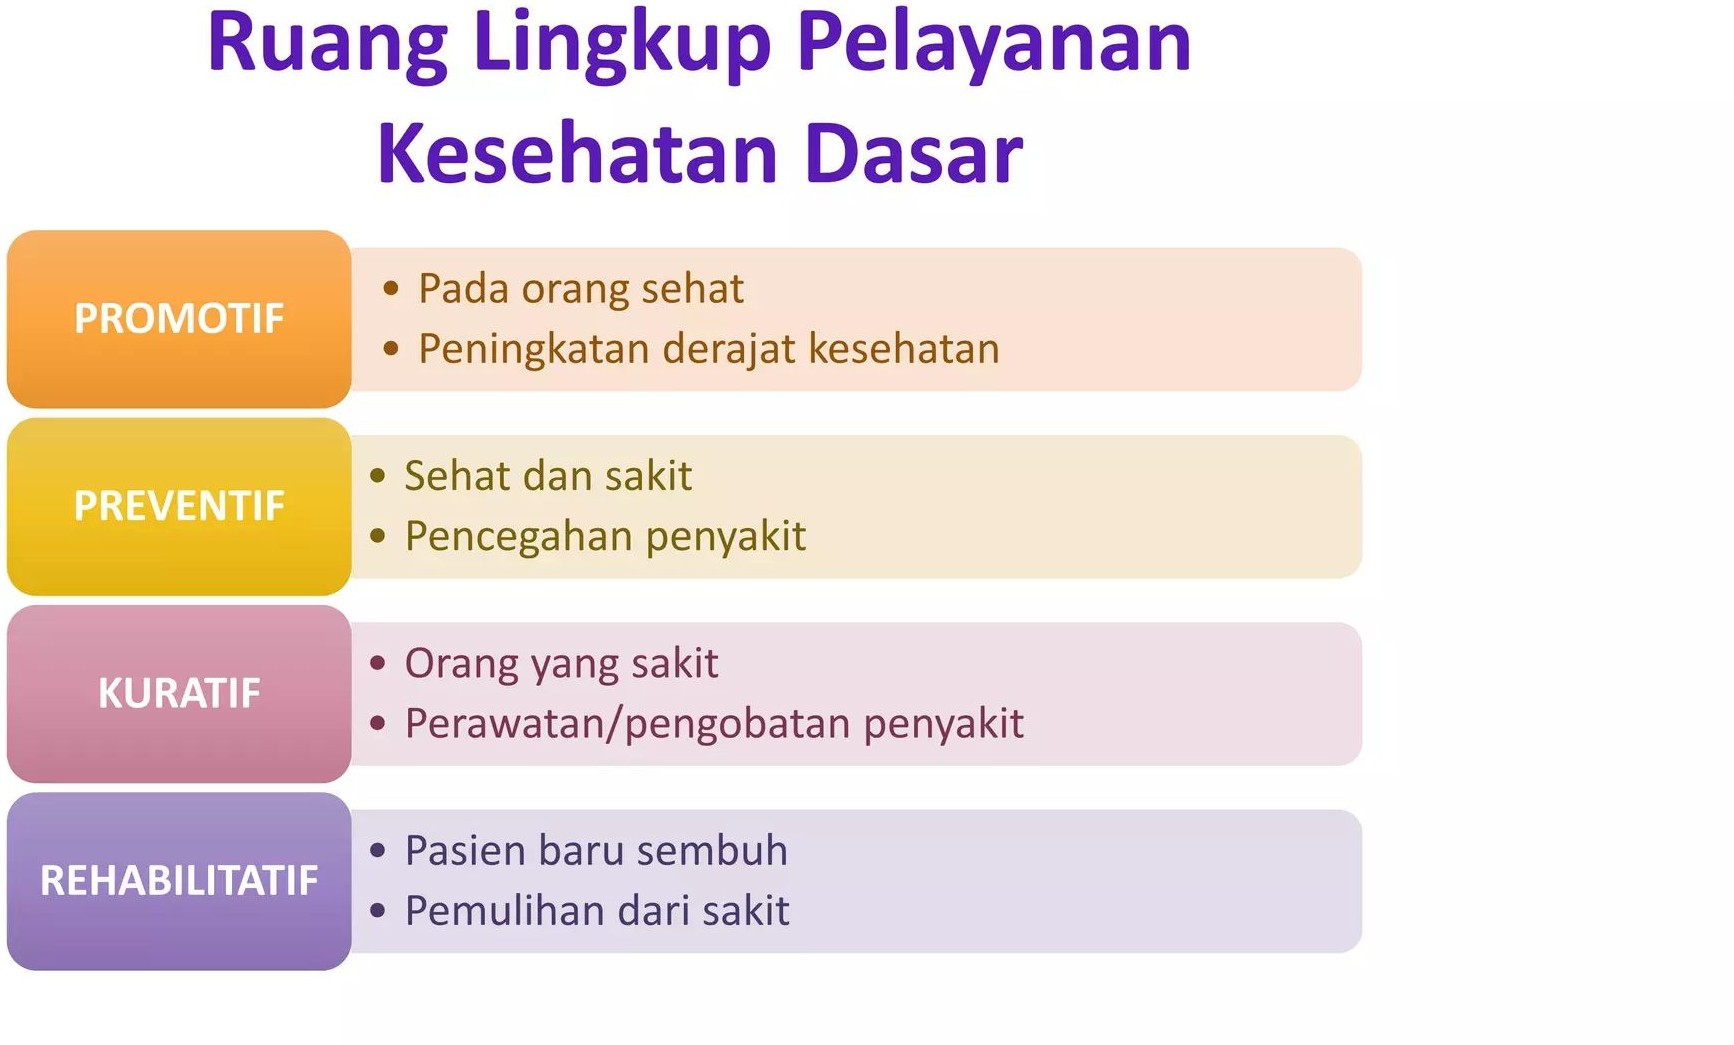 Ruang Lingkup Pelayanan
Kesehatan Dasar
PROMOTIF
• Pada orang sehat
• Peningkatan derajat kesehatan
PREVENTIF
• Sehat dan sakit
• Pencegahan penyakit
KURATIF
• Orang yang sakit
• Perawatan/pengobatan penyakit
REHABILITATIF
• Pasien baru sembuh
• Pemulihan dari sakit